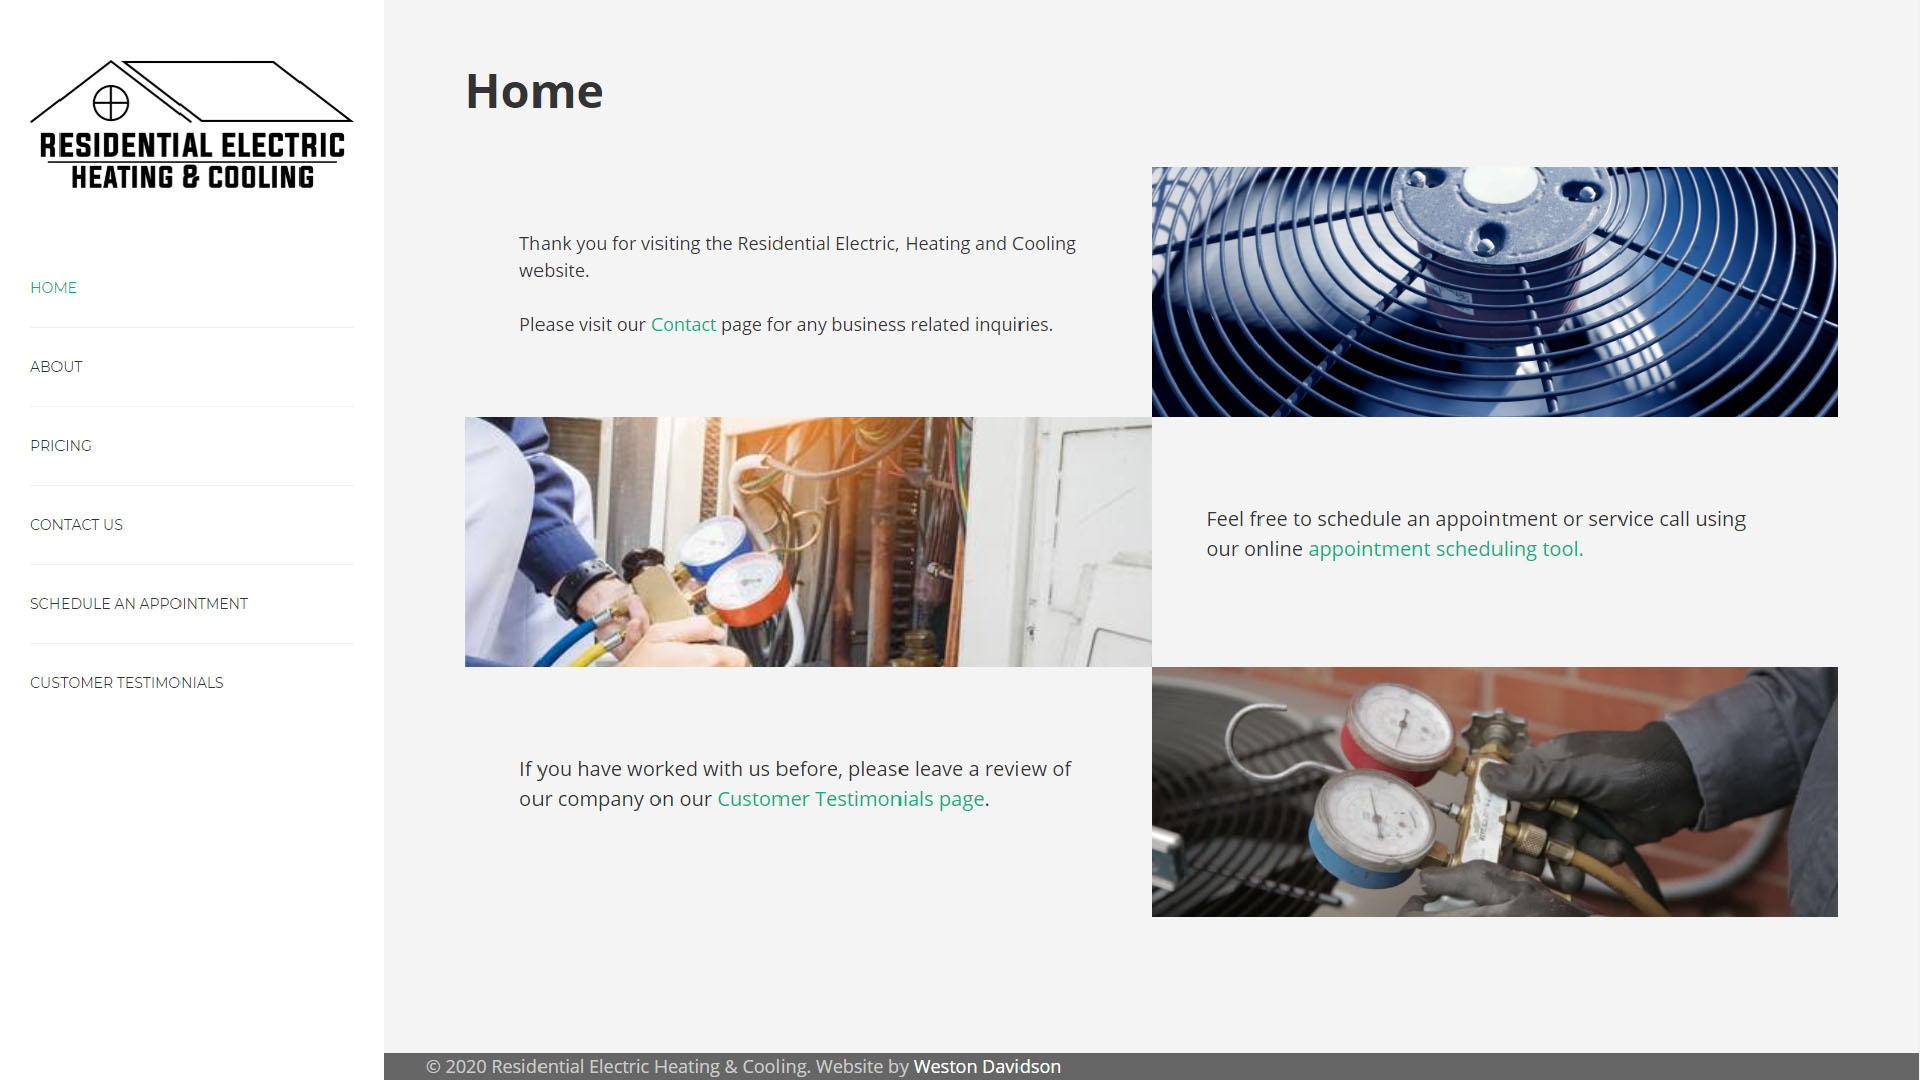 RESIDENTIAL ELECTRIC
HEATING & COOLING
HOME
ABOUT
PRICING
CONTACT US
SCHEDULE AN APPOINTMENT
CUSTOMER TESTIMONIALS
Home
Thank you for visiting the Residential Electric, Heating and Cooling
website.
Please visit our Contact page for any business related inquiries.
Feel free to schedule an appointment or service call using
our online appointment scheduling tool.
If you have worked with us before, please leave a review of
our company on our Customer Testimonials page.
© 2020 Residential Electric Heating & Cooling. Website by Weston Davidson